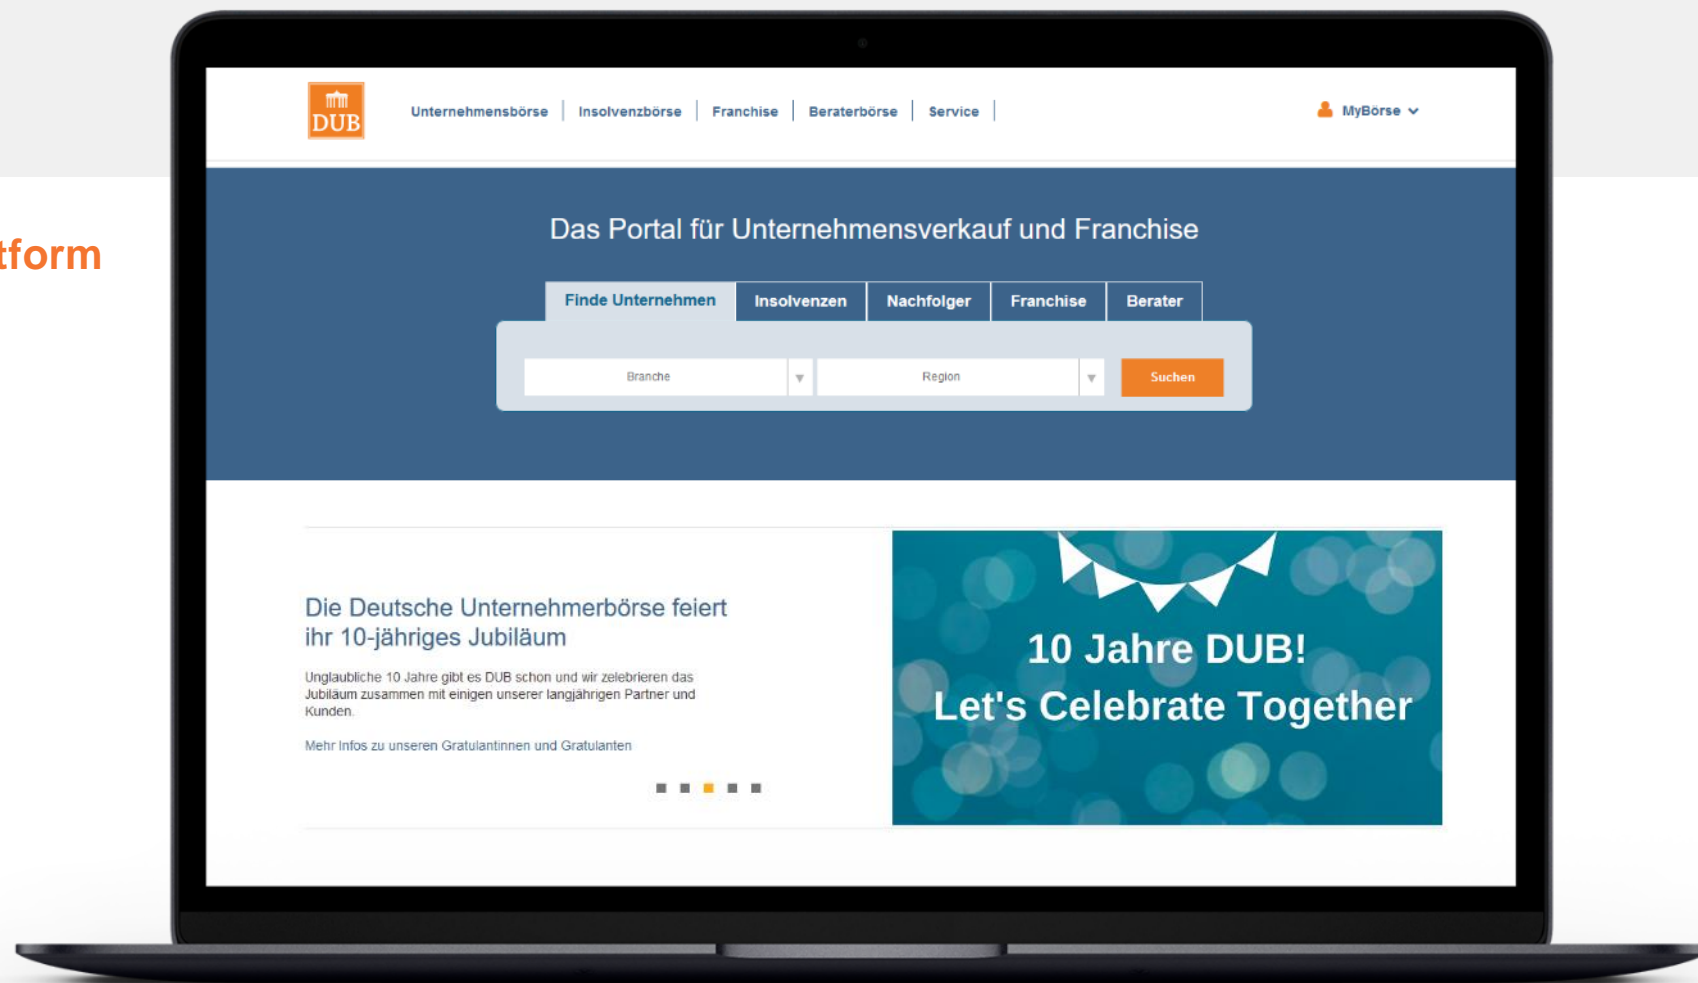 DUB
Unternehmensbörse
Insolvenzbörse
Franchise
Beraterbörse
Service
MyBörse
tform
Das Portal für Unternehmensverkauf und Franchise
Finde Unternehmen
Insolvenzen
Nachfolger
Franchise
Berater
Branche
Region
Suchen
Die Deutsche Unternehmerbörse feiert
ihr 10-jähriges Jubiläum
Unglaubliche 10 Jahre gibt es DUB schon und wir zelebrieren das
Jubiläum zusammen mit einigen unserer langjährigen Partner und
Kunden.
Mehr Infos zu unseren Gratulantinnen und Gratulanten
10 Jahre DUB!
Let's Celebrate Together